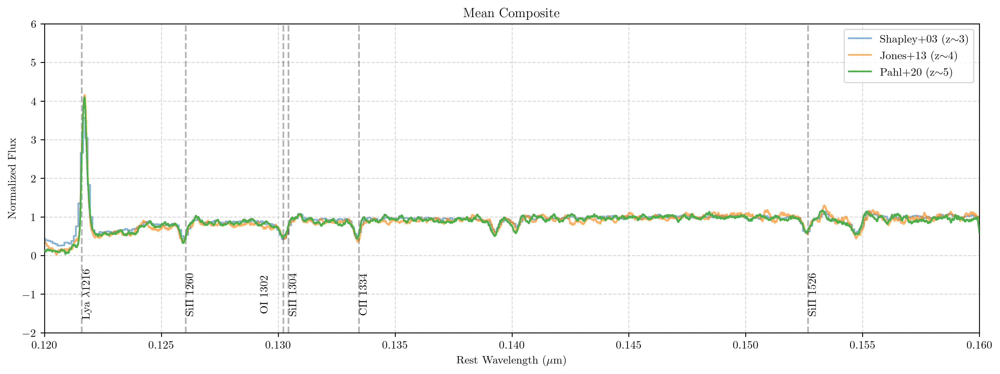 Mean Composite
6
5
4
3
2
1
0
−1
−2
Normalized Flux
Shapley+03 (z∼3)
Jones+13 (z∼4)
Pahl+20 (z∼5)
Lya λ1216
SiII 1260
OI 1302
SiII 1304
CII 1334
SiII 1526
0.120 0.125 0.130 0.135 0.140 0.145 0.150 0.155 0.160
Rest Wavelength (μm)